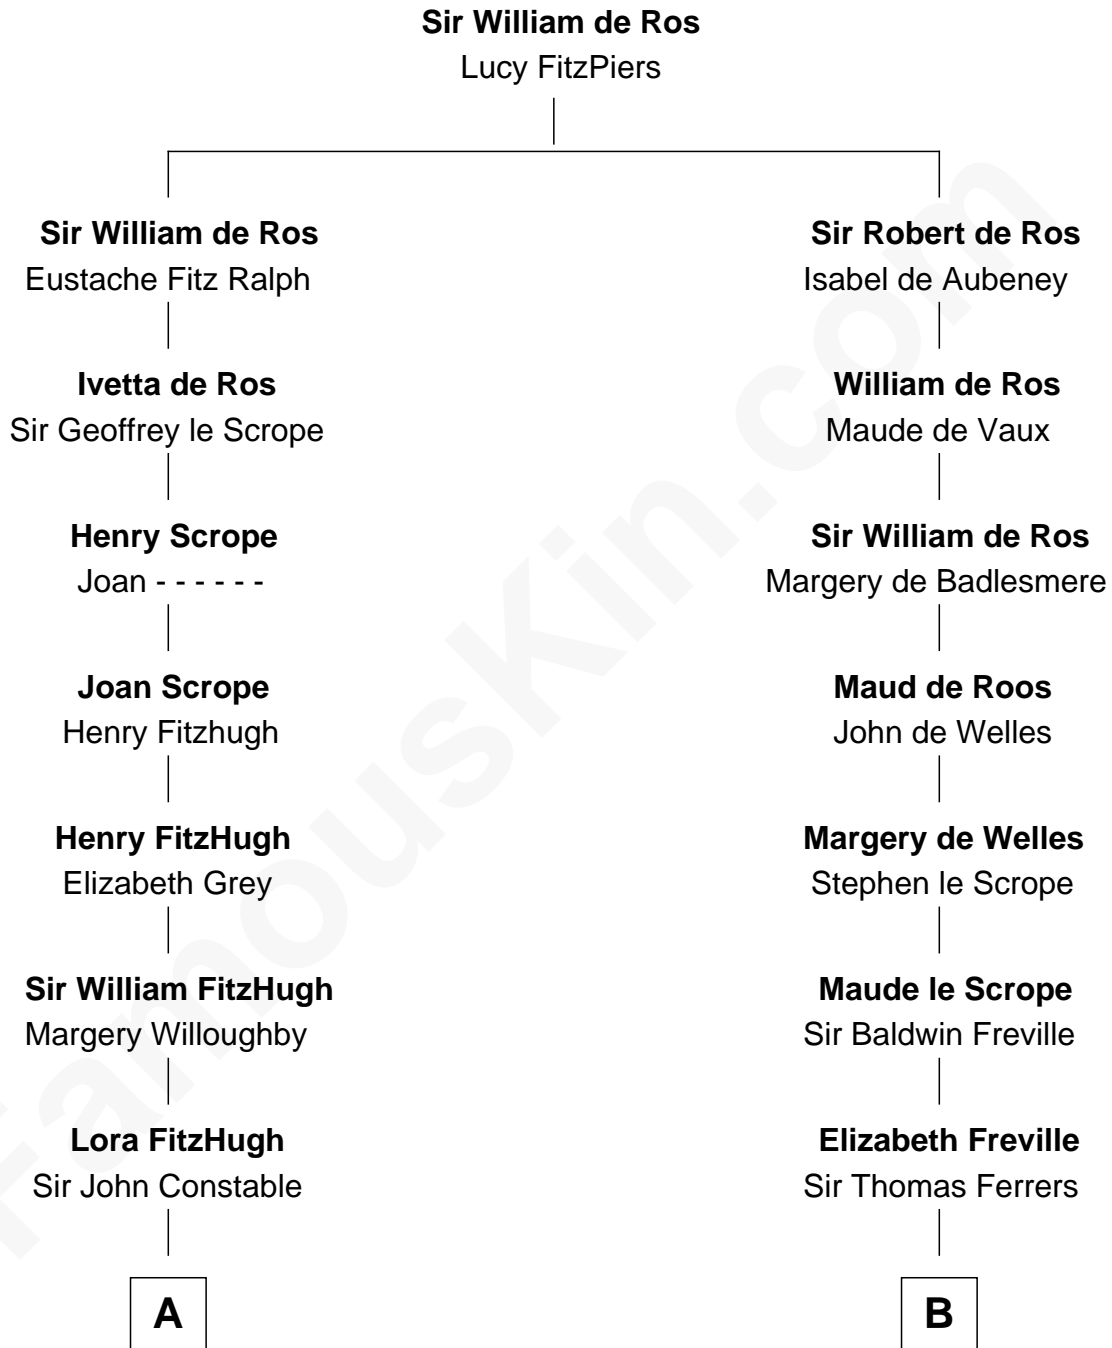 Sir William de Ros
Lucy FitzPiers
Sir William de Ros
Eustache Fitz Ralph
Ivetta de Ros
Sir Geoffrey le Scrope
Henry Scrope
Joan - - - - - -
Joan Scrope
Henry Fitzhugh
Henry FitzHugh
Elizabeth Grey
Sir William FitzHugh
Margery Willoughby
Lora FitzHugh
Sir John Constable
A
Sir Robert de Ros
Isabel de Aubeney
William de Ros
Maude de Vaux
Sir William de Ros
Margery de Badlesmere
Maud de Roos
John de Welles
Margery de Welles
Stephen le Scrope
Maude le Scrope
Sir Baldwin Freville
Elizabeth Freville
Sir Thomas Ferrers
B
FamousKin.com